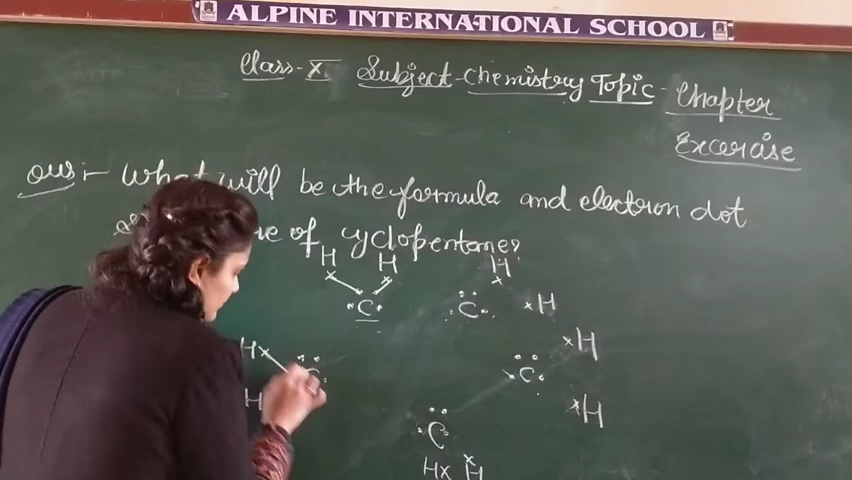 ALPINE INTERNATIONAL SCHOOL
Class-X Subject-Chemistry Topic-Chapter
Excercise
Ques:- What will be the formula and electron dot
of cyclopentane?
H H H
C C H
H C C H
H C H
H H